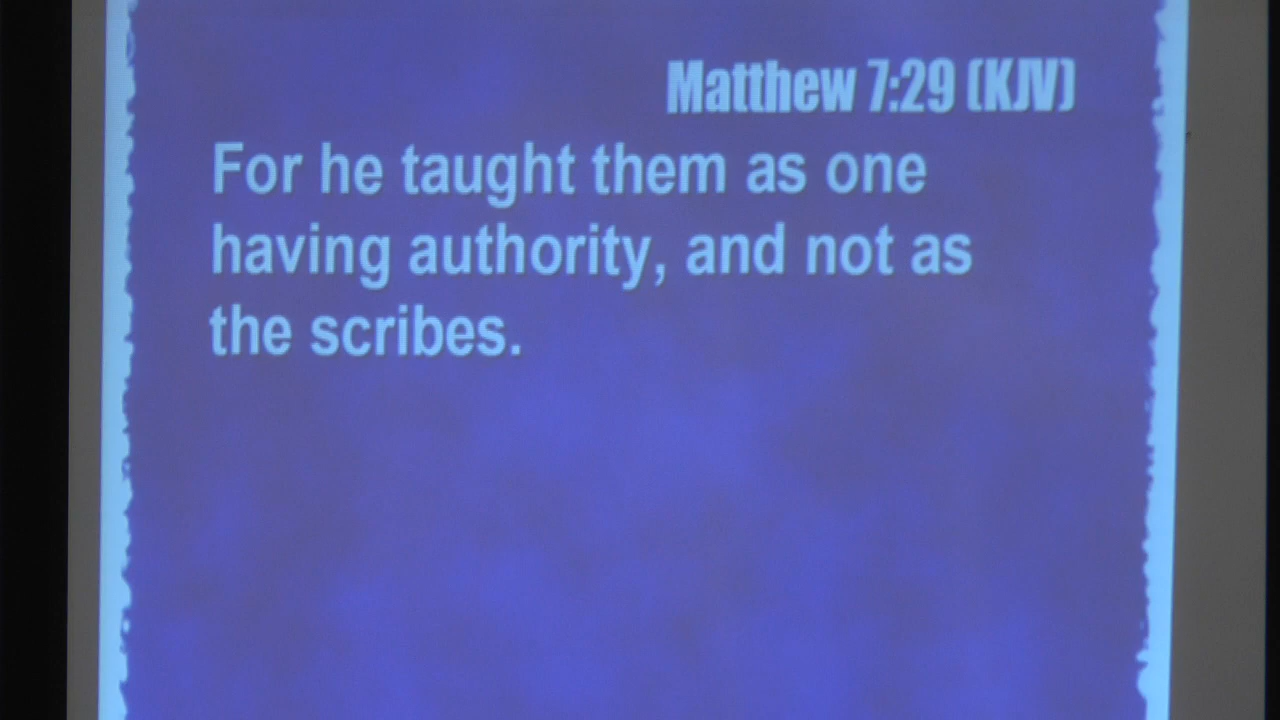 Matthew 7:29 (KJV)
For he taught them as one
having authority, and not as
the scribes.